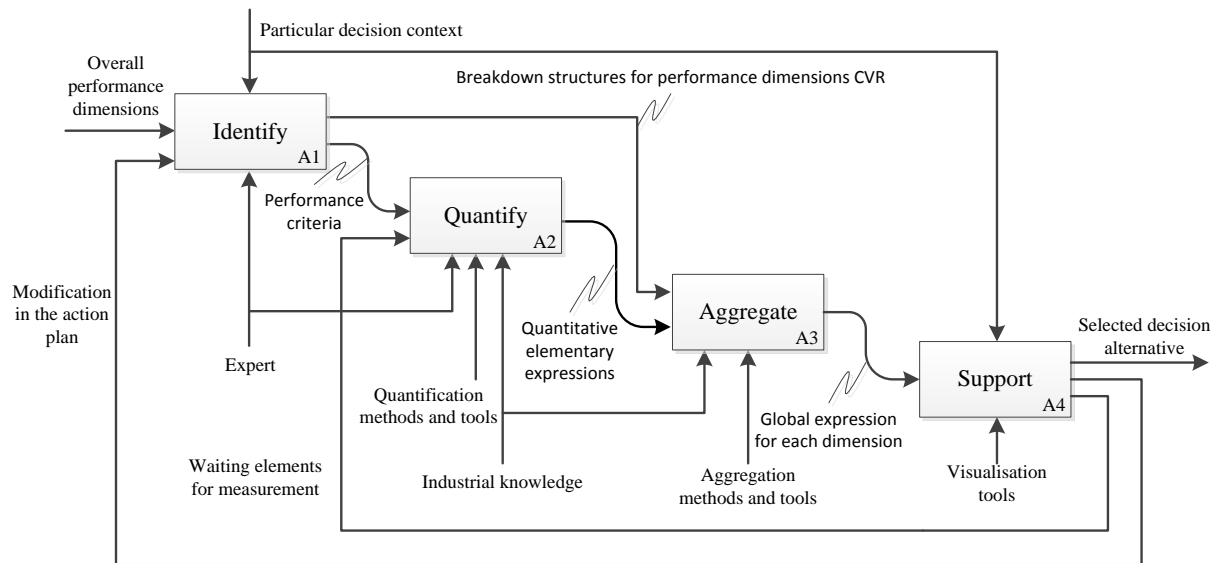 Particular decision context
Overall
performance
dimensions
Breakdown structures for performance dimensions CVR
Identify
A1
Performance
criteria
Quantify
A2
Modification
in the action
plan
Expert
Quantitative
elementary
expressions
Aggregate
A3
Selected decision
alternative
Support
A4
Quantification
methods and tools
Global expression
for each dimension
Waiting elements
for measurement
Industrial knowledge
Aggregation
methods and tools
Visualisation
tools